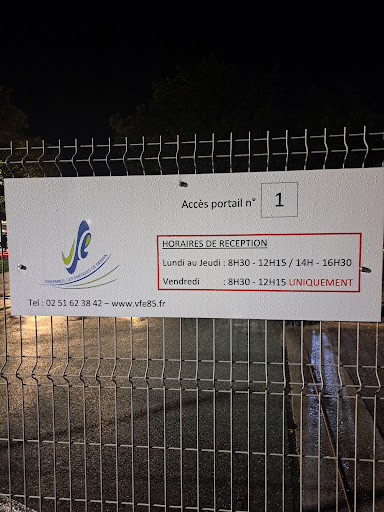 Accès portail n° 1
HORAIRES DE RECEPTION
Lundi au Jeudi : 8H30 - 12H15 / 14H - 16H30
Vendredi : 8H30 - 12H15 UNIQUEMENT
vfe
Tel : 02 51 62 38 42 – www.vfe85.fr